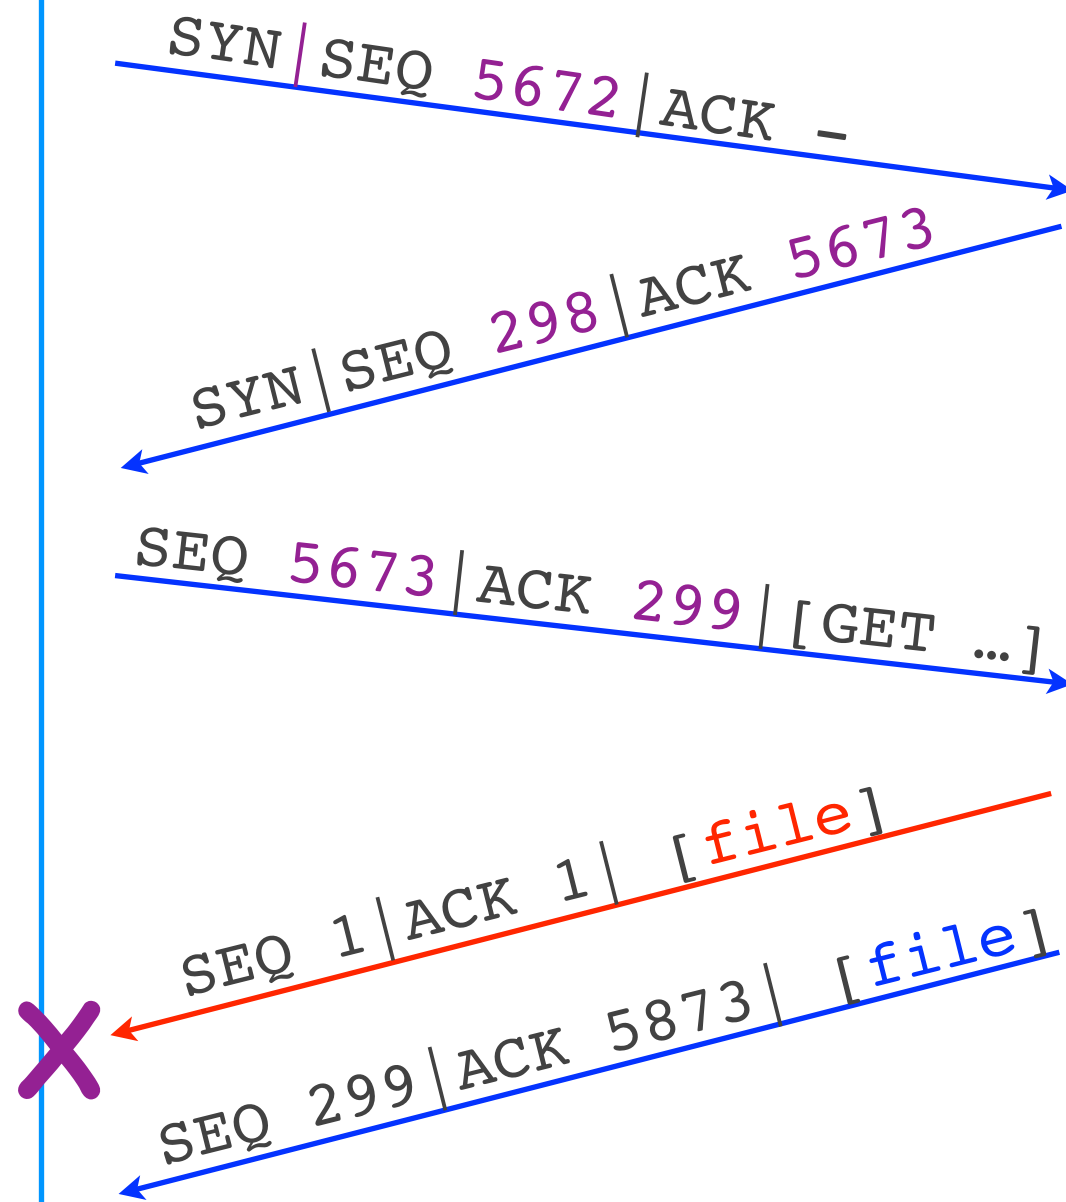 SYN|SEQ 5672|ACK –
SYN|SEQ 298|ACK 5673
SEQ 5673|ACK 299|[GET …]
SEQ 1|ACK 1| [file]
SEQ 299|ACK 5873| [file]